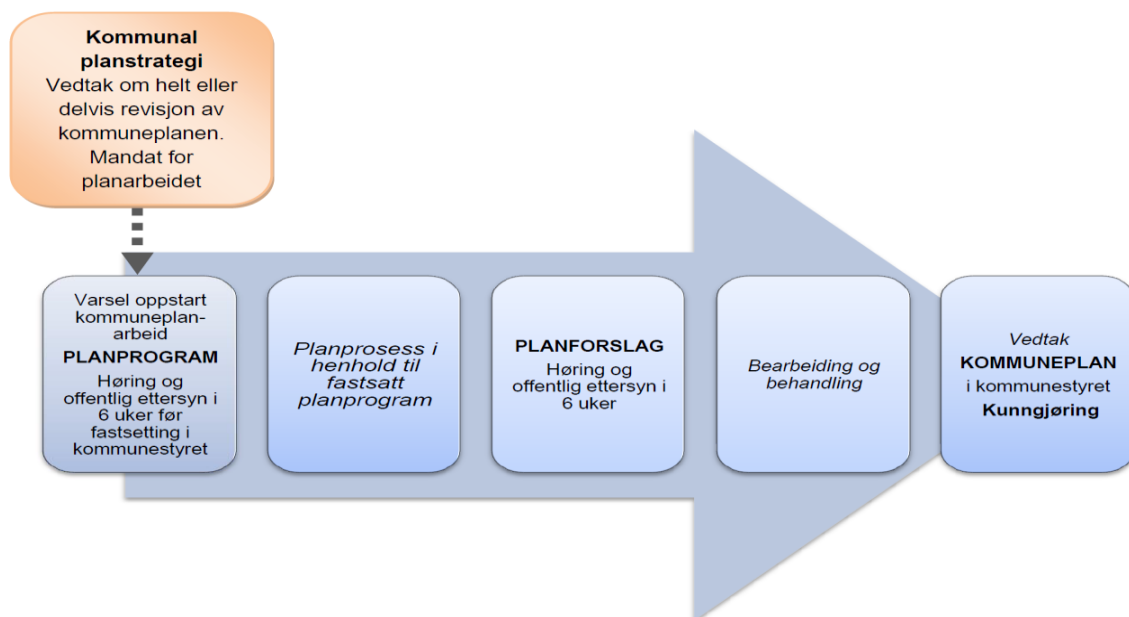 Kommunal
planstrategi
Vedtak om helt eller
delvis revisjon av
kommuneplanen.
Mandat for
planarbeidet
Varsel oppstart
kommuneplan-
arbeid
PLANPROGRAM
Høring og
offentlig ettersyn i
6 uker før
fastsetting i
kommunestyret
Planprosess i
henhold til
fastsatt
planprogram
PLANFORSLAG
Høring og
offentlig ettersyn i
6 uker
Bearbeiding og
behandling
Vedtak
KOMMUNEPLAN
i kommunestyret
Kunngjøring